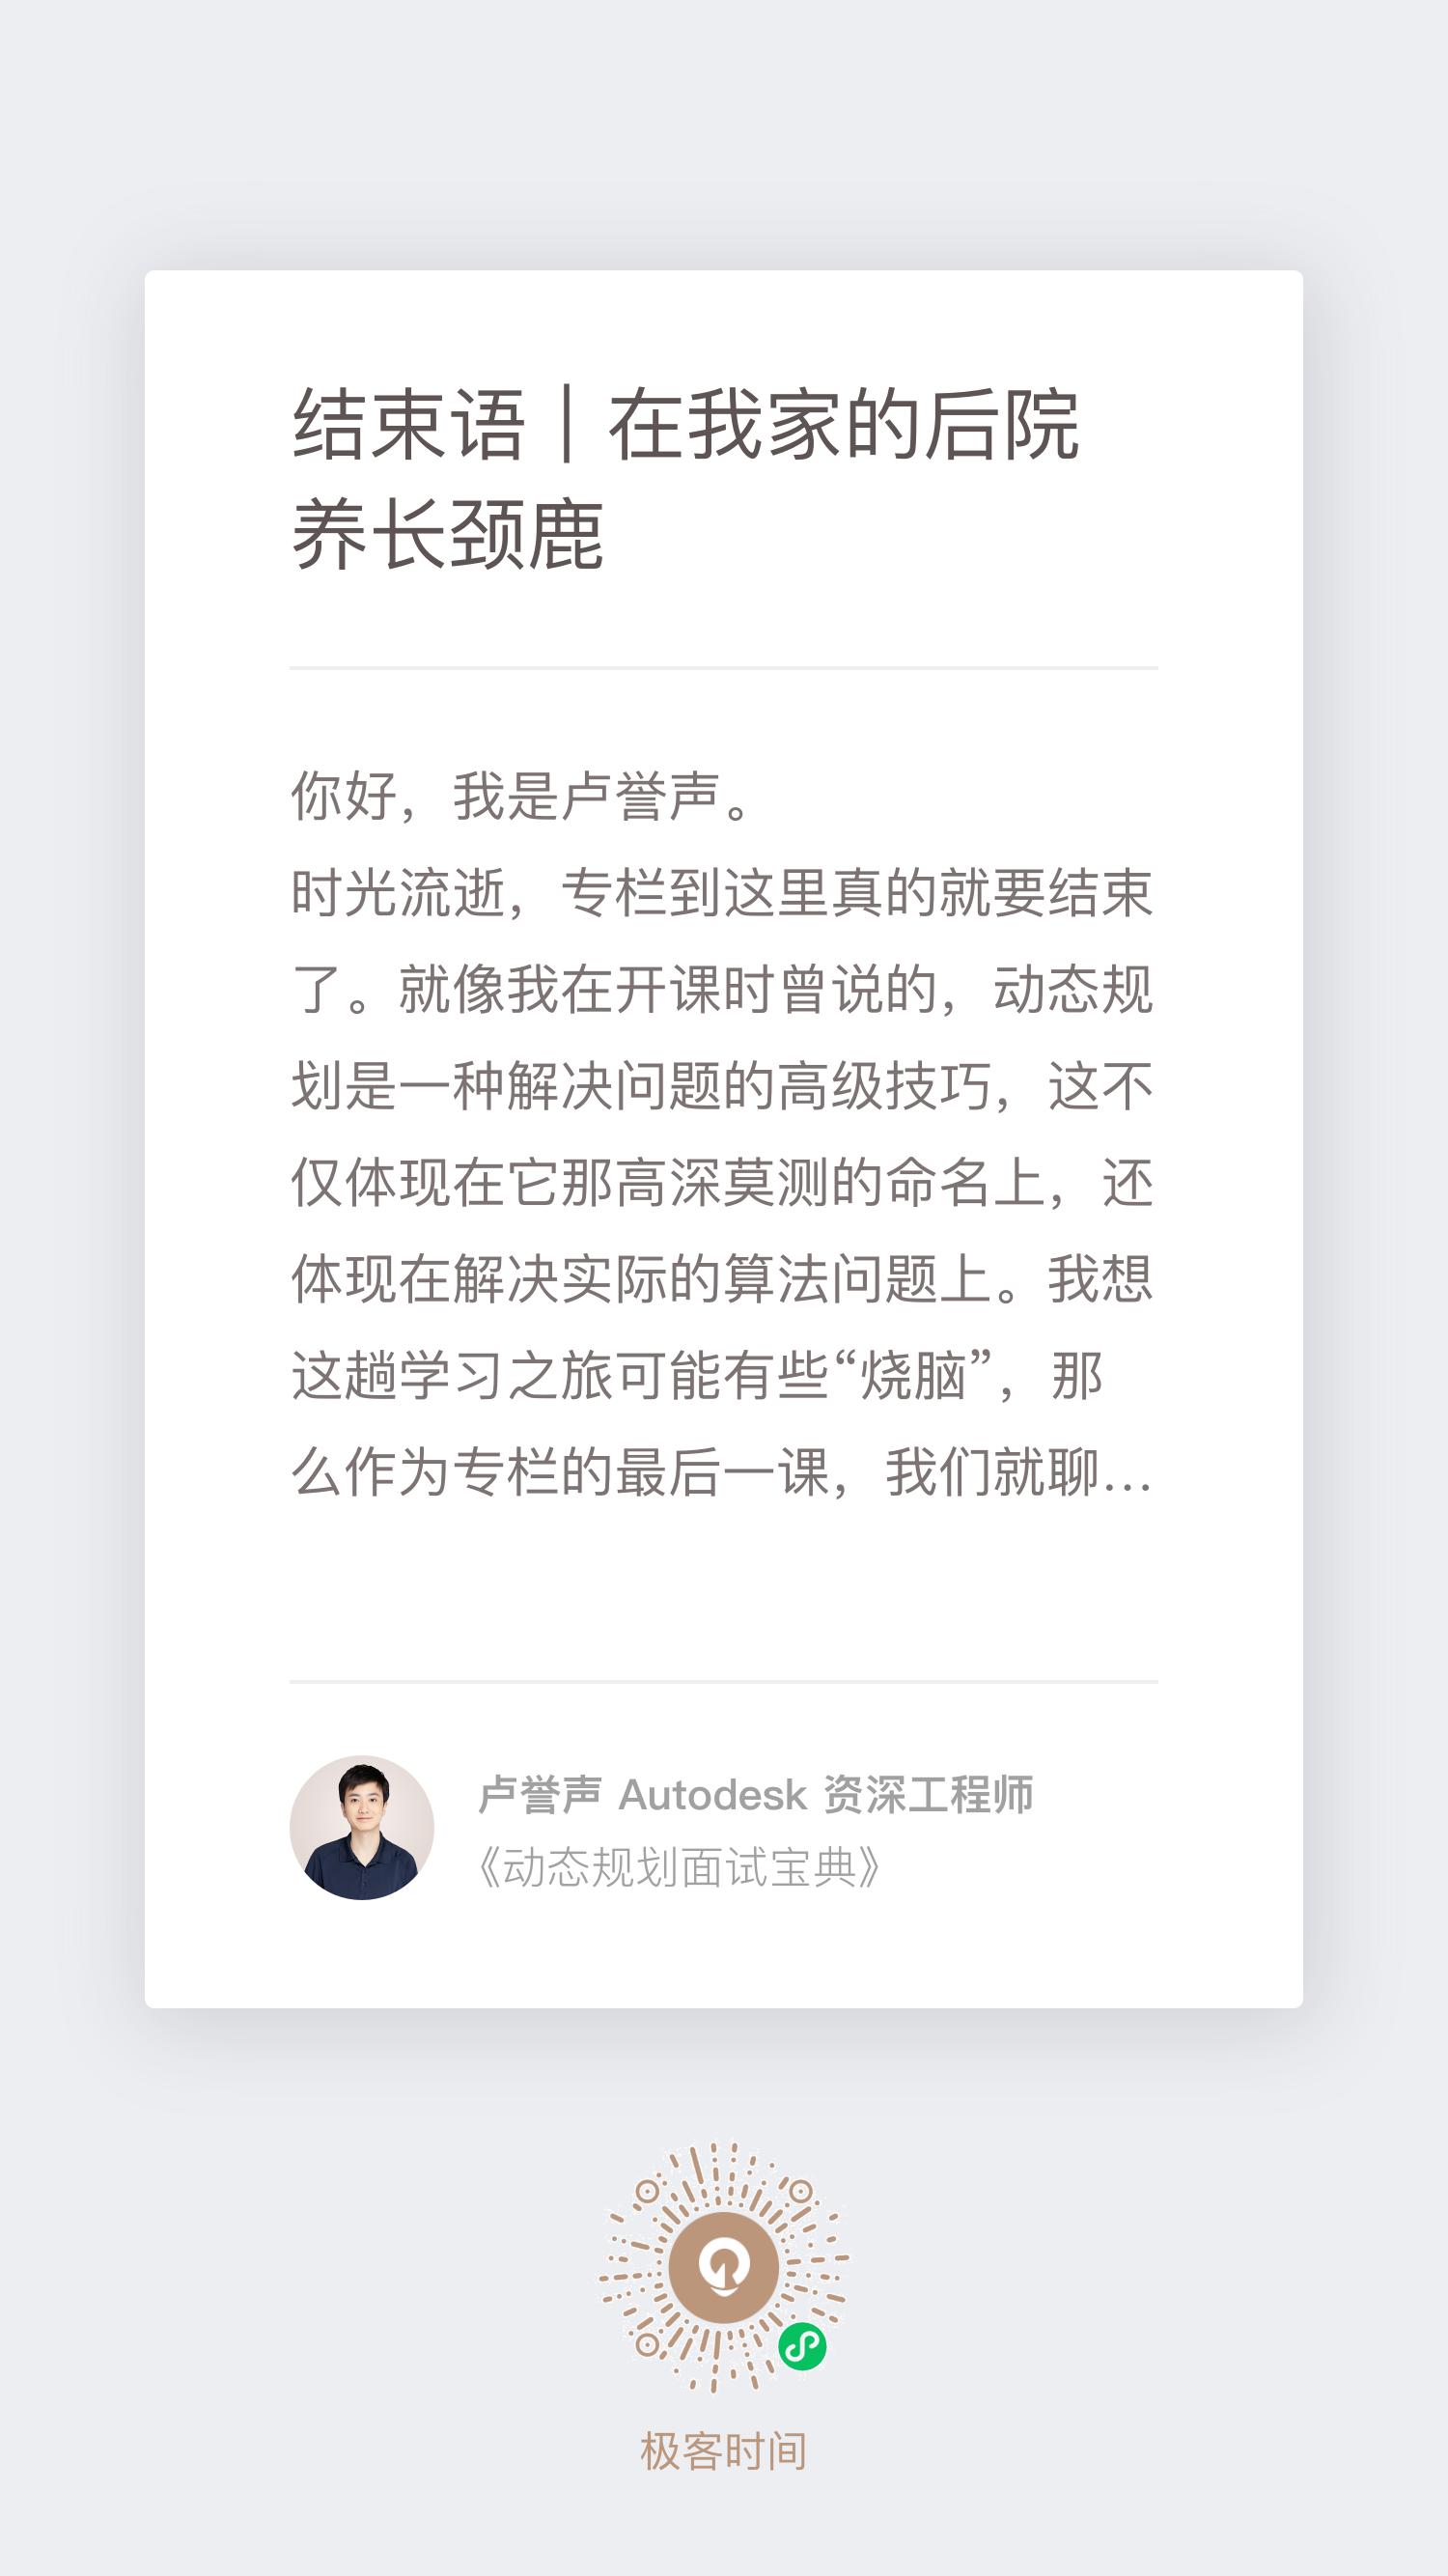 结束语｜在我家的后院
养长颈鹿
你好，我是卢誉声。
时光流逝，专栏到这里真的就要结束
了。就像我在开课时曾说的，动态规
划是一种解决问题的高级技巧，这不
仅体现在它那高深莫测的命名上，还
体现在解决实际的算法问题上。我想
这趟学习之旅可能有些“烧脑”，那
么作为专栏的最后一课，我们就聊…
卢誉声 Autodesk 资深工程师
《动态规划面试宝典》
极客时间